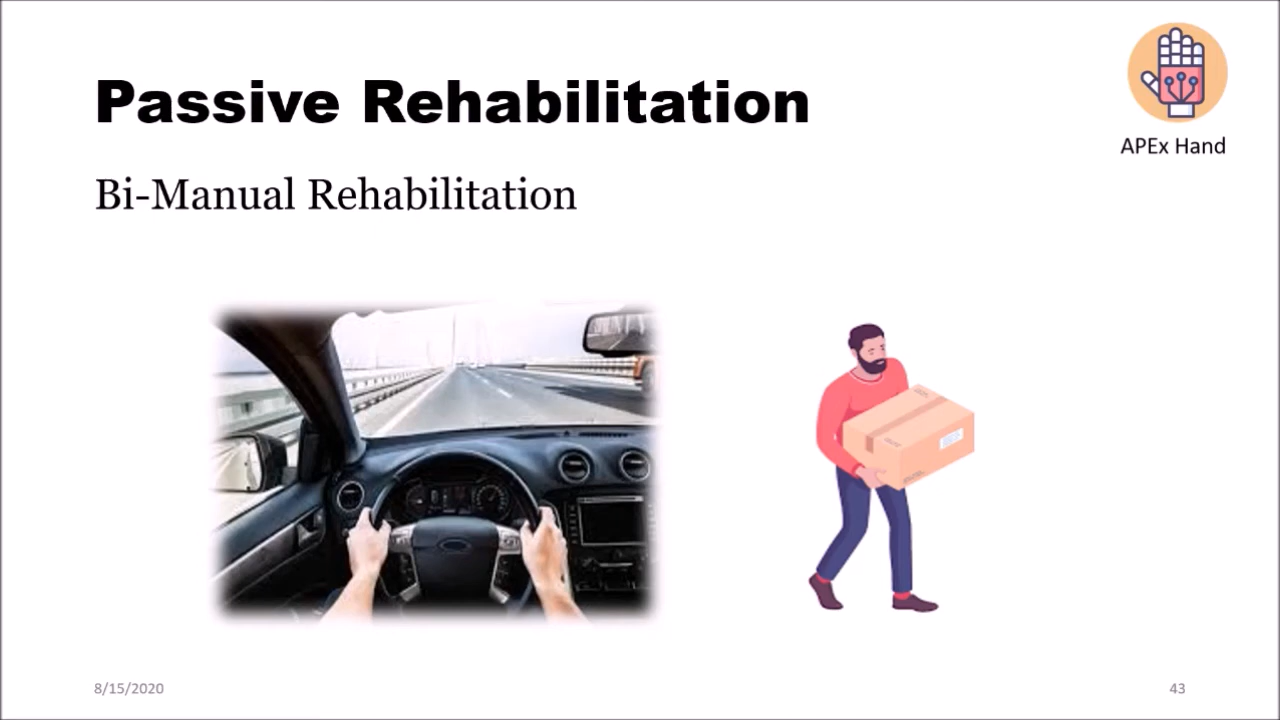 Passive Rehabilitation
APEx Hand
Bi-Manual Rehabilitation
8/15/2020
43